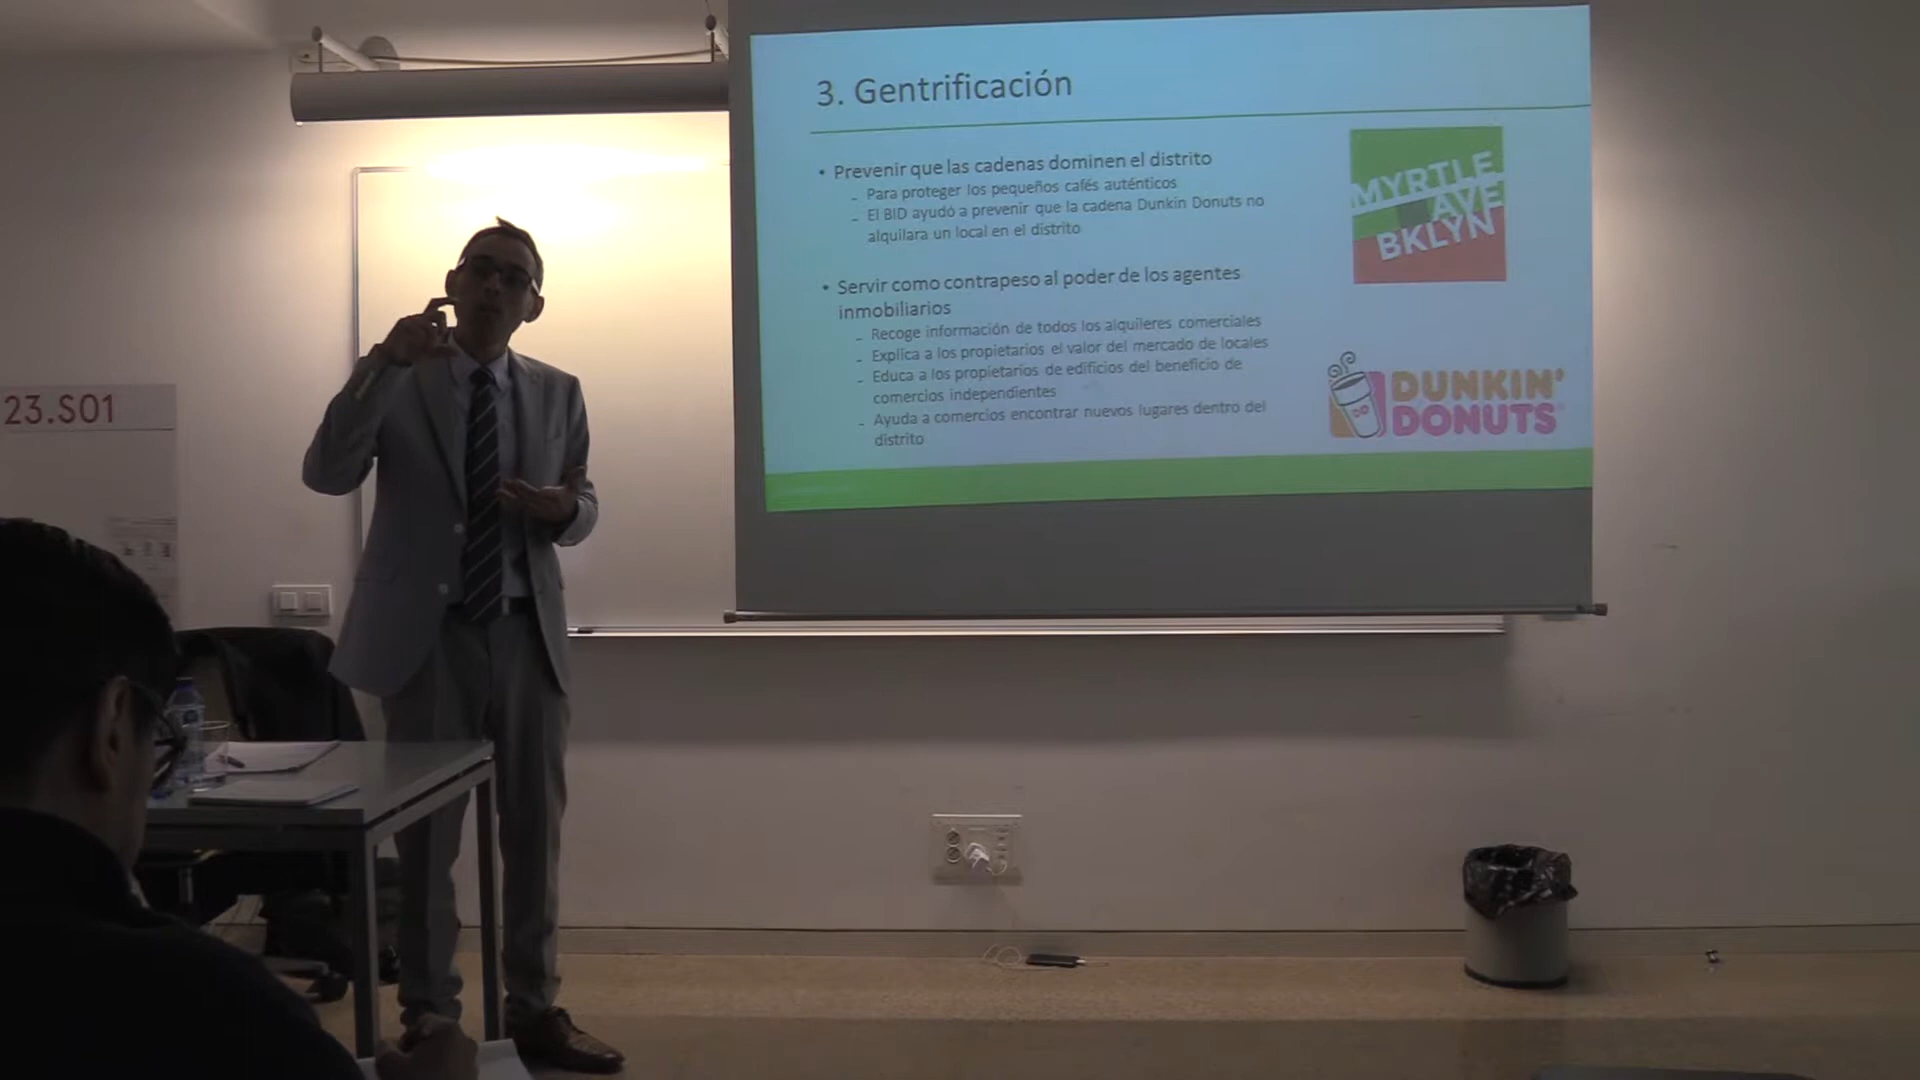 23.S01
3. Gentrificación
• Prevenir que las cadenas dominen el distrito
– Para proteger los pequeños cafés auténticos
– El BID ayudó a prevenir que la cadena Dunkin Donuts no
alquilara un local en el distrito
• Servir como contrapeso al poder de los agentes
inmobiliarios
– Recoge información de todos los alquileres comerciales
– Explica a los propietarios el valor del mercado de locales
– Educa a los propietarios de edificios del beneficio de
comercios independientes
– Ayuda a comercios encontrar nuevos lugares dentro del
distrito
MYRTLE
AVE
BKLYN
DD
DUNKIN'
DONUTS